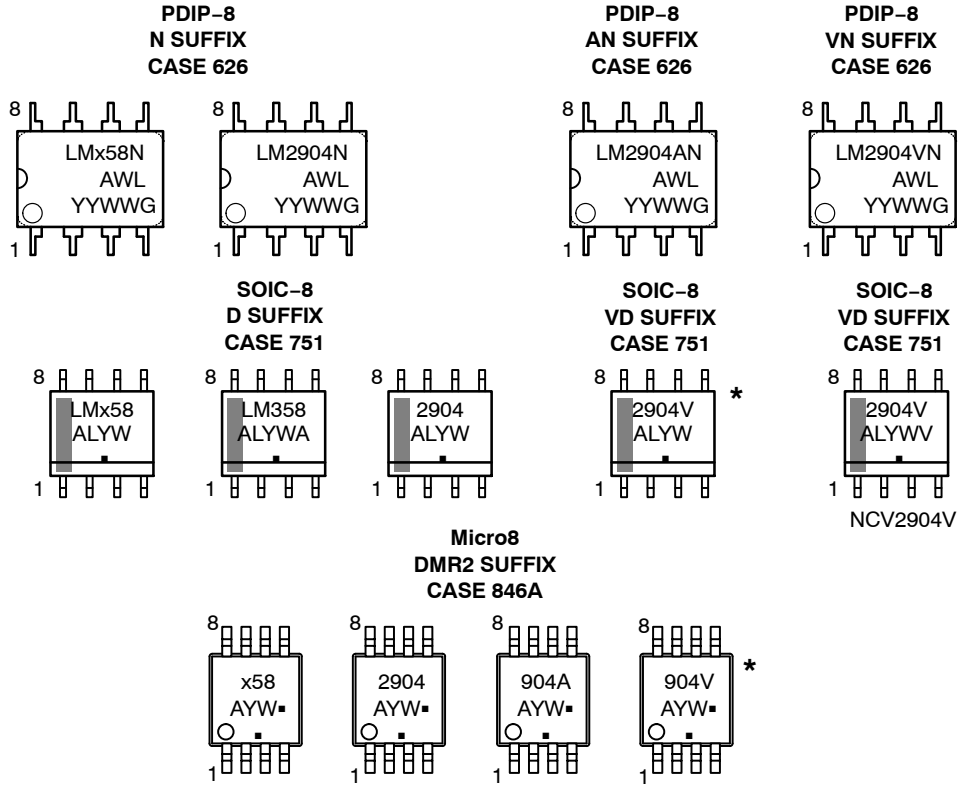 PDIP−8
N SUFFIX
CASE 626
PDIP−8
AN SUFFIX
CASE 626
PDIP−8
VN SUFFIX
CASE 626
8
LMx58N
AWL
YYWWG
1
LM2904N
AWL
YYWWG
8
1
LM2904AN
AWL
YYWWG
8
1
LM2904VN
AWL
YYWWG
8
1
SOIC−8
D SUFFIX
CASE 751
SOIC−8
VD SUFFIX
CASE 751
SOIC−8
VD SUFFIX
CASE 751
8
LMx58
ALYW
1
8
LM358
ALYWA
1
8
2904
ALYW
1
8
2904V
ALYW
1
*
8
2904V
ALYWV
1
NCV2904V
Micro8
DMR2 SUFFIX
CASE 846A
8
x58
AYW▪
▪
1
8
2904
AYW▪
▪
1
8
904A
AYW▪
▪
1
8
904V
AYW▪
▪
1
*